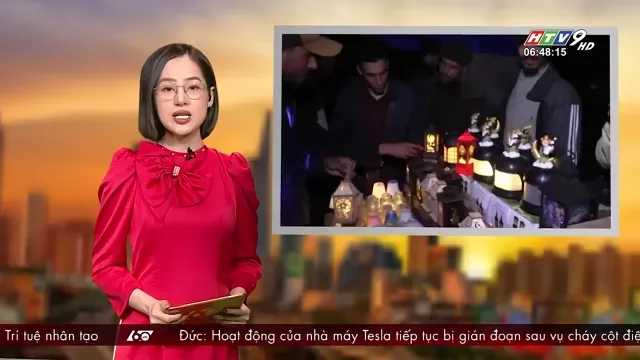 HTV9 HD
06:48:15
Trí tuệ nhân tạo 60 Đức: Hoạt động của nhà máy Tesla tiếp tục bị gián đoạn sau vụ cháy cột điệ